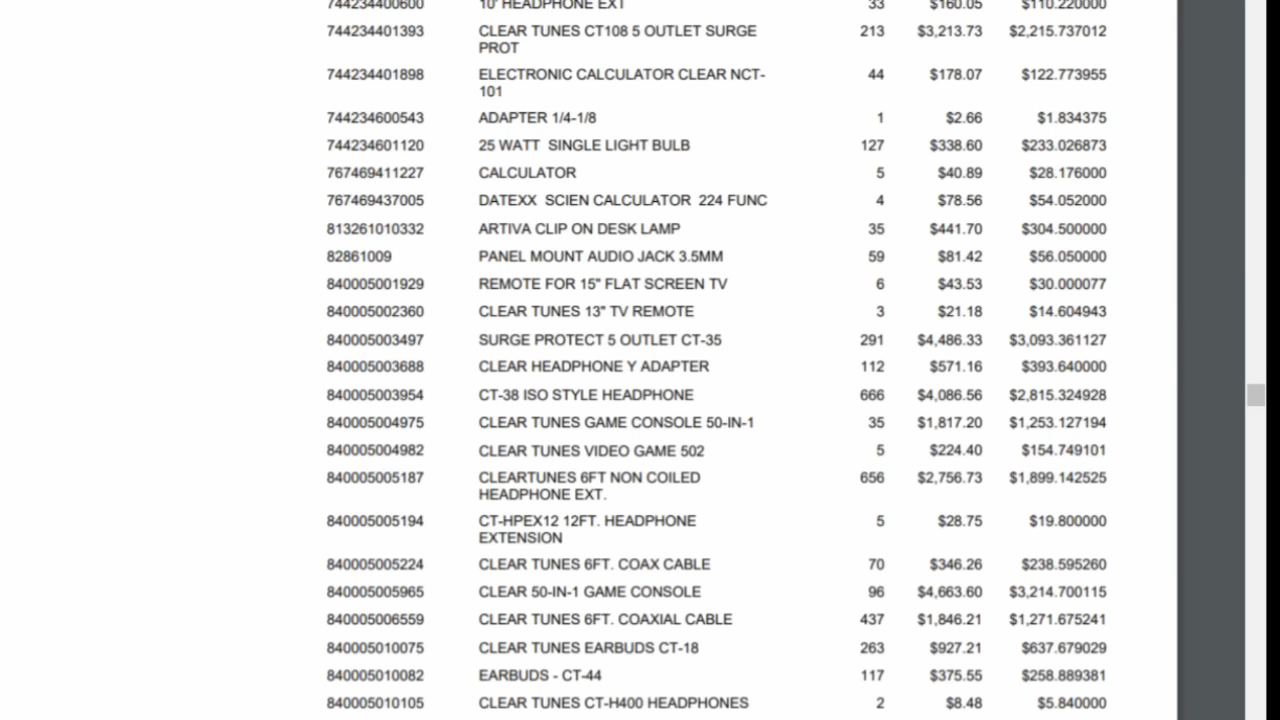 744234400600 10' HEADPHONE EXT 33 $160.05 $110.220000
744234401393 CLEAR TUNES CT108 5 OUTLET SURGE 213 $3,213.73 $2,215.737012
PROT
744234401898 ELECTRONIC CALCULATOR CLEAR NCT- 44 $178.07 $122.773955
101
744234600543 ADAPTER 1/4-1/8 1 $2.66 $1.834375
744234601120 25 WATT SINGLE LIGHT BULB 127 $338.60 $233.026873
767469411227 CALCULATOR 5 $40.89 $28.176000
767469437005 DATEXX SCIEN CALCULATOR 224 FUNC 4 $78.56 $54.052000
813261010332 ARTIVA CLIP ON DESK LAMP 35 $441.70 $304.500000
82861009 PANEL MOUNT AUDIO JACK 3.5MM 59 $81.42 $56.050000
840005001929 REMOTE FOR 15" FLAT SCREEN TV 6 $43.53 $30.000077
840005002360 CLEAR TUNES 13" TV REMOTE 3 $21.18 $14.604943
840005003497 SURGE PROTECT 5 OUTLET CT-35 291 $4,486.33 $3,093.361127
840005003688 CLEAR HEADPHONE Y ADAPTER 112 $571.16 $393.640000
840005003954 CT-38 ISO STYLE HEADPHONE 666 $4,086.56 $2,815.324928
840005004975 CLEAR TUNES GAME CONSOLE 50-IN-1 35 $1,817.20 $1,253.127194
840005004982 CLEAR TUNES VIDEO GAME 502 5 $224.40 $154.749101
840005005187 CLEARTUNES 6FT NON COILED 656 $2,756.73 $1,899.142525
HEADPHONE EXT.
840005005194 CT-HPEX12 12FT. HEADPHONE 5 $28.75 $19.800000
EXTENSION
840005005224 CLEAR TUNES 6FT. COAX CABLE 70 $346.26 $238.595260
840005005965 CLEAR 50-IN-1 GAME CONSOLE 96 $4,663.60 $3,214.700115
840005006559 CLEAR TUNES 6FT. COAXIAL CABLE 437 $1,846.21 $1,271.675241
840005010075 CLEAR TUNES EARBUDS CT-18 263 $927.21 $637.679029
840005010082 EARBUDS - CT-44 117 $375.55 $258.889381
840005010105 CLEAR TUNES CT-H400 HEADPHONES 2 $8.48 $5.840000